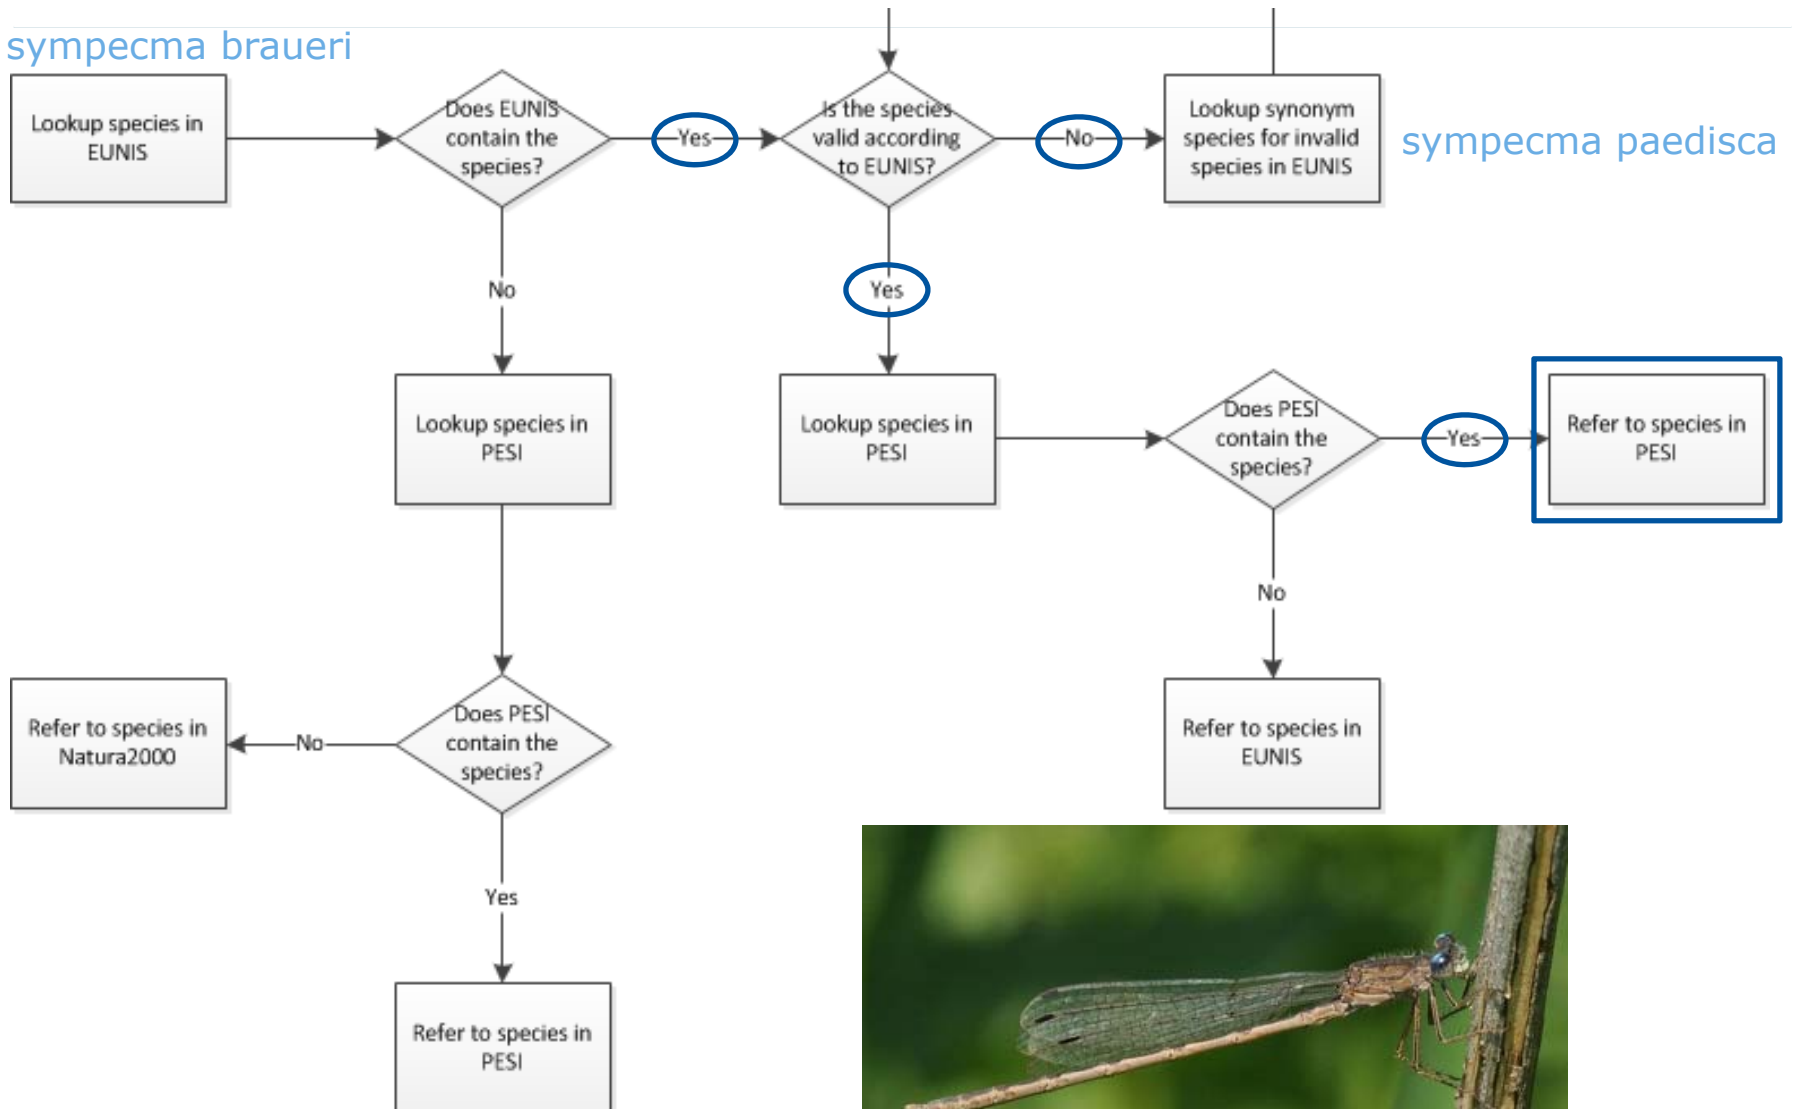 sympecma braueri
Lookup species in
EUNIS
Does EUNIS
contain the
species?
Yes
Is the species
valid according
to EUNIS?
No
Lookup synonym
species for invalid
species in EUNIS
sympecma paedisca
No
Yes
Lookup species in
PESI
Lookup species in
PESI
Does PESI
contain the
species?
Yes
Refer to species in
PESI
No
Refer to species in
Natura2000
No
Does PESI
contain the
species?
Refer to species in
EUNIS
Yes
Refer to species in
PESI